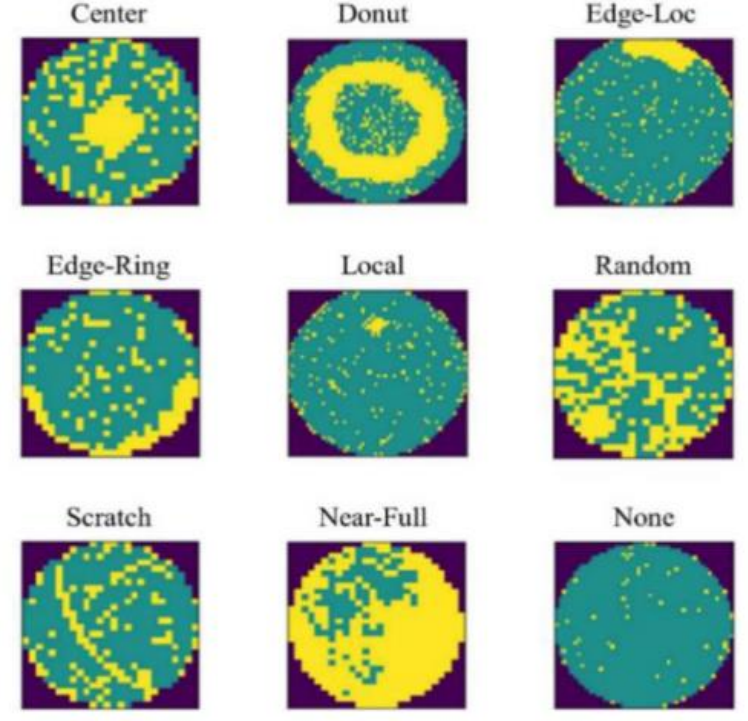 Center
Donut
Edge-Loc
Edge-Ring
Local
Random
Scratch
Near-Full
None